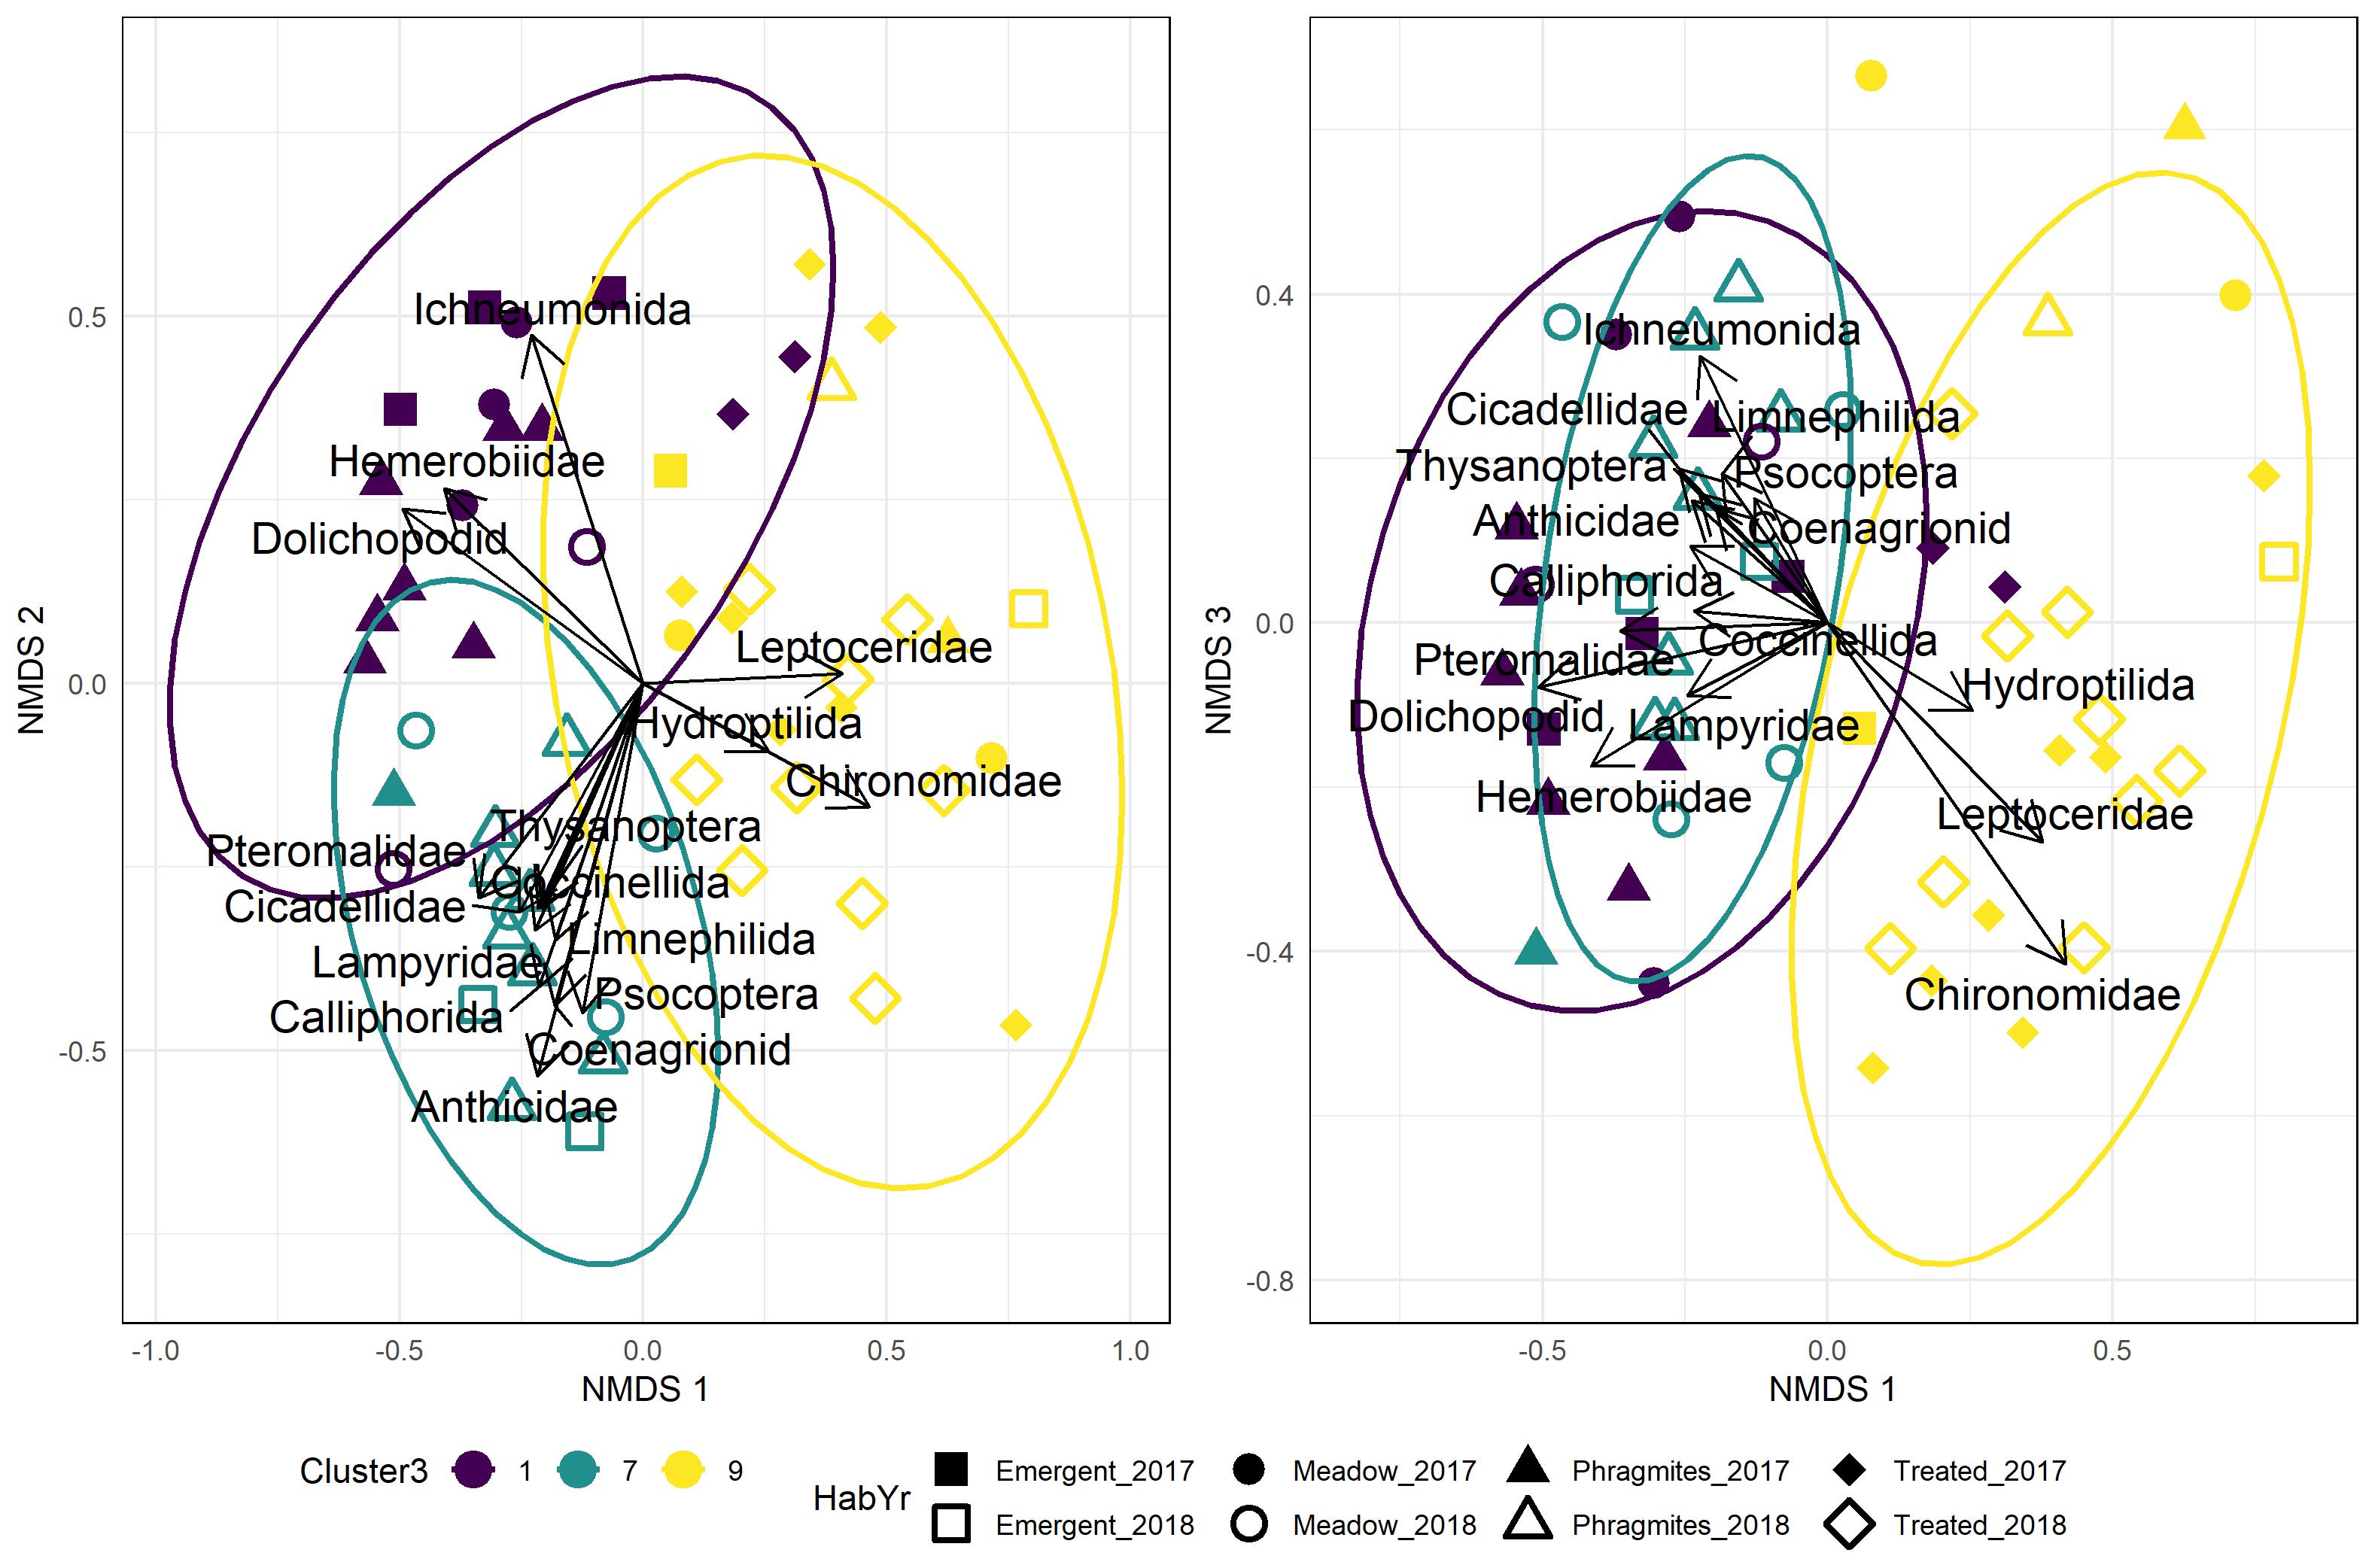 Ichneumonida
Hemerobiidae
Dolichopodid
Leptoceridae
Hydroptilida
Chironomidae
Thysanoptera
Pteromalidae
Coccinellida
Cicadellidae
Limnephilida
Lampyridae
Psocoptera
Calliphorida
Coenagrionid
Anthicidae
0.5
0.0
-0.5
NMDS 2
-1.0 -0.5 0.0 0.5 1.0
NMDS 1
Ichneumonida
Cicadellidae
Limnephilida
Thysanoptera
Psocoptera
Anthicidae
Coenagrionid
Calliphorida
Coccinellida
Pteromalidae
Hydroptilida
Dolichopodid
Lampyridae
Hemerobiidae
Leptoceridae
Chironomidae
0.4
0.0
-0.4
-0.8
NMDS 3
-0.5 0.0 0.5
NMDS 1
Cluster3 1 7 9
HabYr
Emergent_2017 Meadow_2017 Phragmites_2017 Treated_2017
Emergent_2018 Meadow_2018 Phragmites_2018 Treated_2018